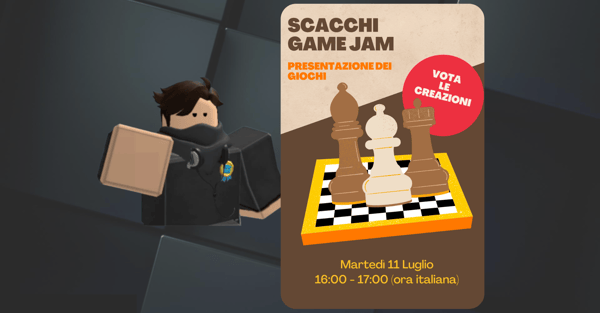 SCACCHI
GAME JAM
PRESENTAZIONE DEI
GIOCHI
VOTA
LE
CREAZIONI
Martedì 11 Luglio
16:00 - 17:00 (ora italiana)